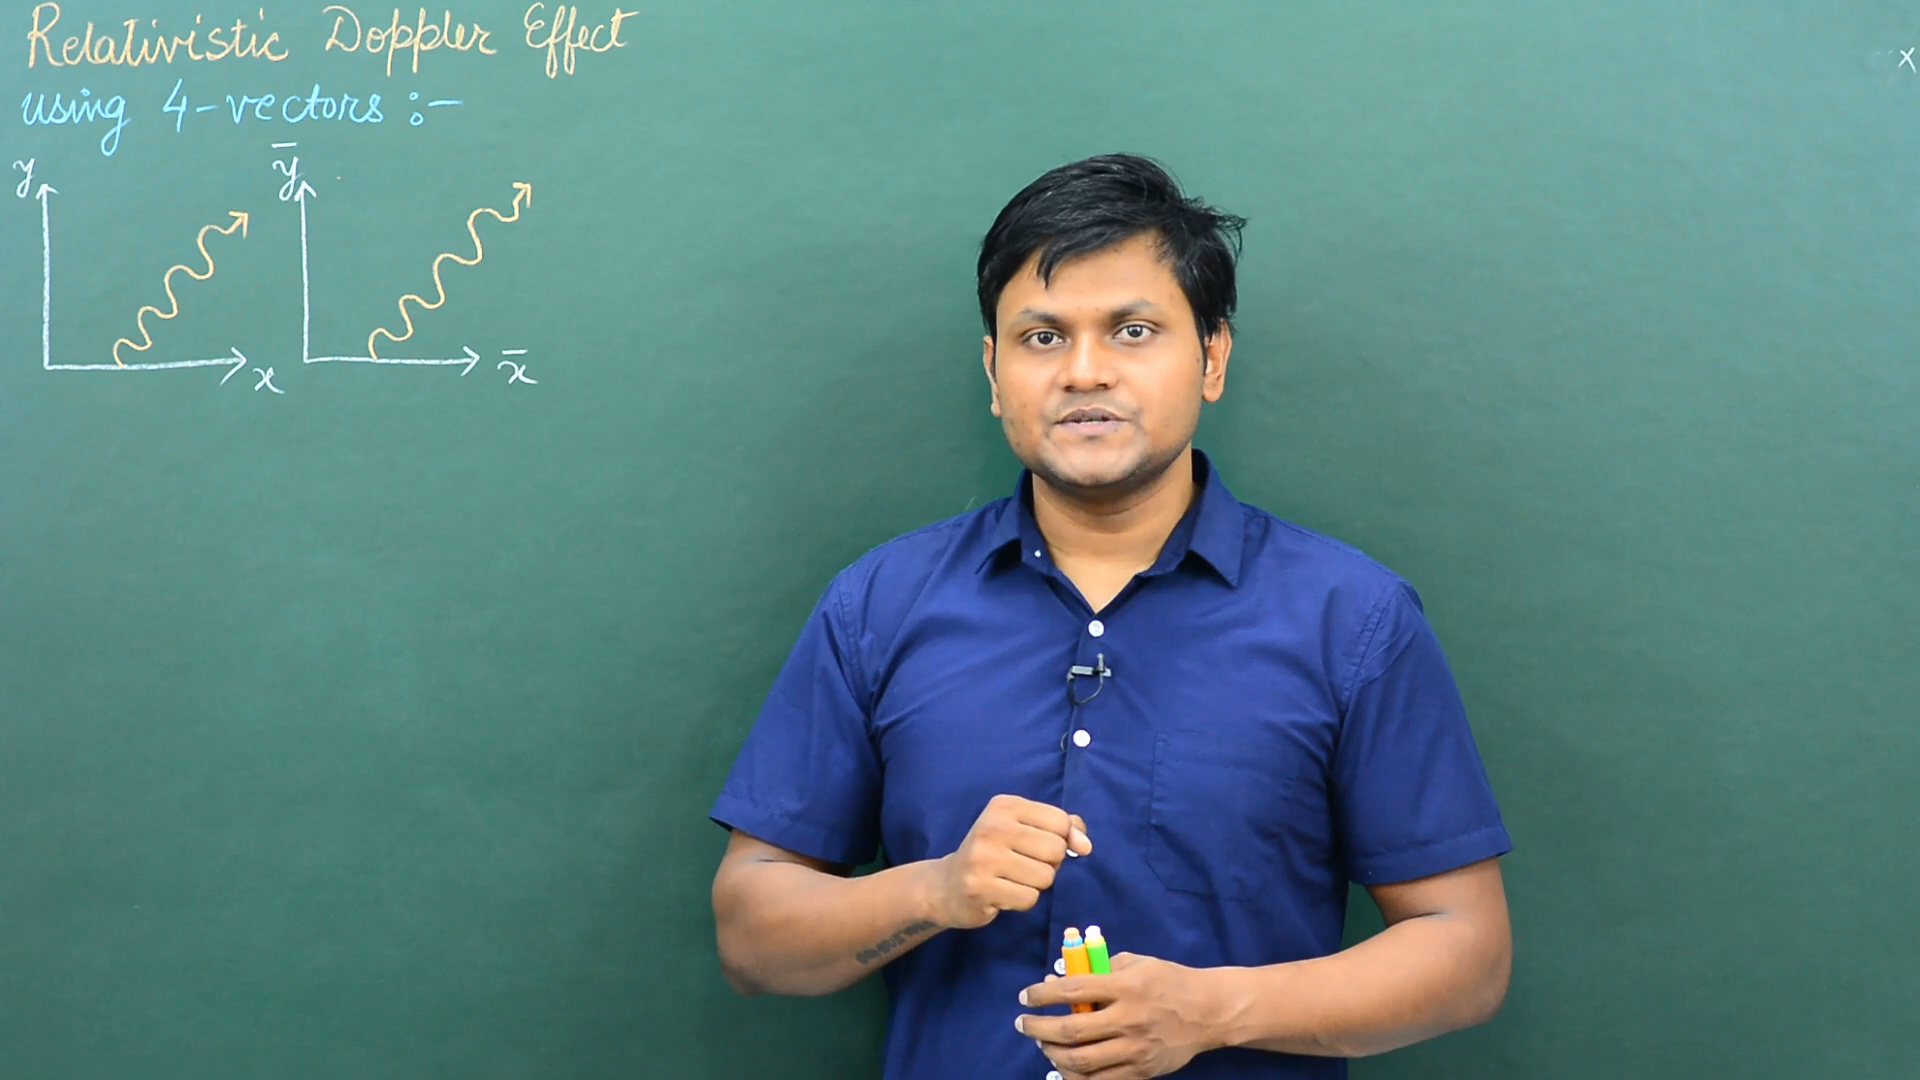 Relativistic Doppler Effect
using 4-vectors :-
y
ȳ
x
x̄
x